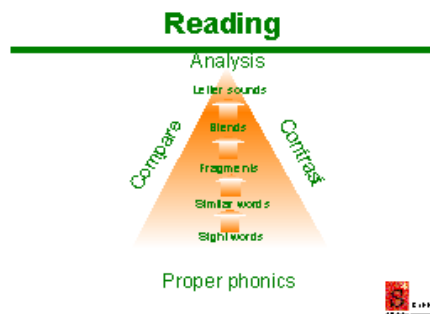 Reading
Analysis
Letter sounds
Blends
Compare
Contrast
Fragments
Similar words
Sight words
Proper phonics